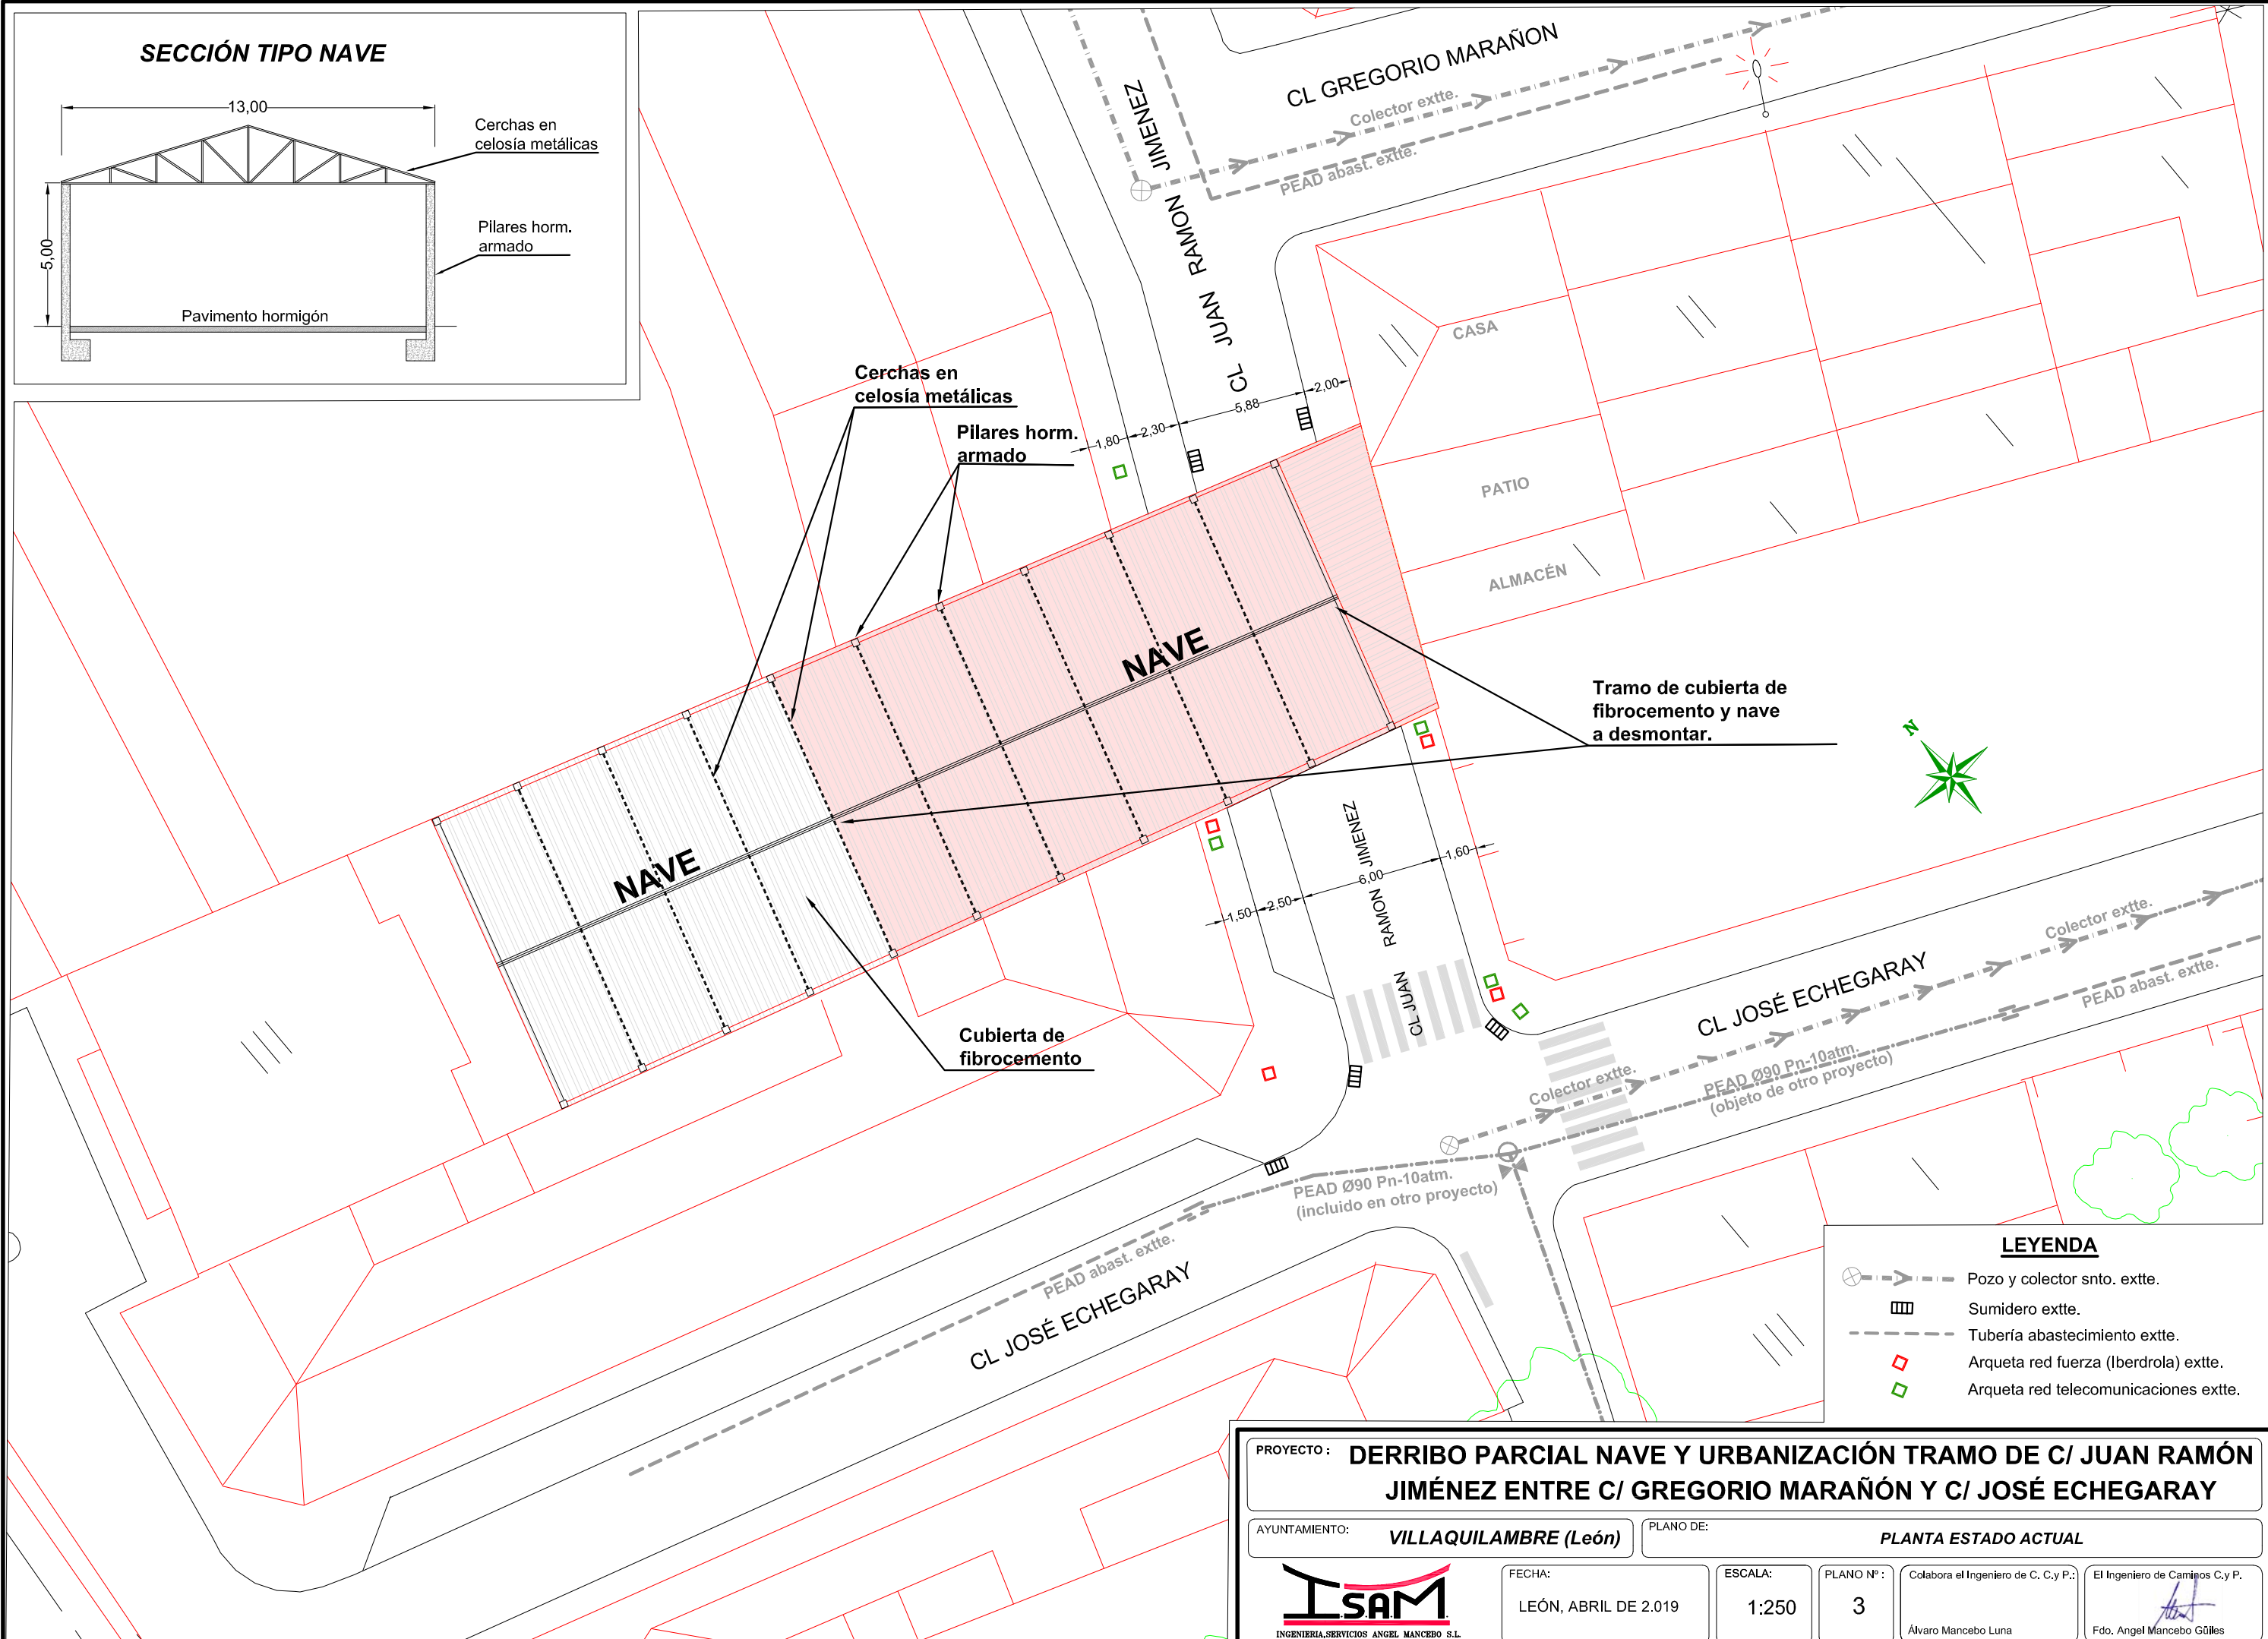 SECCIÓN TIPO NAVE
13,00
Cerchas en
celosía metálicas
5,00
Pilares horm.
armado
Pavimento hormigón
CL GREGORIO MARAÑON
Colector extte.
PEAD abast. extte.
CL JUAN RAMON JIMENEZ
CASA
PATIO
ALMACÉN
Cerchas en
celosía metálicas
Pilares horm.
armado
1,80
2,30
5,88
2,00
NAVE
NAVE
Tramo de cubierta de
fibrocemento y nave
a desmontar.
N
CL JUAN RAMON JIMENEZ
1,50
2,50
6,00
1,60
Cubierta de
fibrocemento
CL JOSÉ ECHEGARAY
Colector extte.
PEAD abast. extte.
Colector extte.
PEAD Ø90 Pn-10atm.
(objeto de otro proyecto)
PEAD Ø90 Pn-10atm.
(incluido en otro proyecto)
PEAD abast. extte.
CL JOSÉ ECHEGARAY
LEYENDA
Pozo y colector snto. extte.
Sumidero extte.
Tubería abastecimiento extte.
Arqueta red fuerza (Iberdrola) extte.
Arqueta red telecomunicaciones extte.
PROYECTO : DERRIBO PARCIAL NAVE Y URBANIZACIÓN TRAMO DE C/ JUAN RAMÓN
JIMÉNEZ ENTRE C/ GREGORIO MARAÑÓN Y C/ JOSÉ ECHEGARAY
AYUNTAMIENTO: VILLAQUILAMBRE (León)
PLANO DE: PLANTA ESTADO ACTUAL
ISAM
INGENIERIA,SERVICIOS ANGEL MANCEBO S.L.
FECHA:
LEÓN, ABRIL DE 2.019
ESCALA:
1:250
PLANO Nº :
3
Colabora el Ingeniero de C. C.y P.:
Álvaro Mancebo Luna
El Ingeniero de Caminos C.y P.
Fdo. Angel Mancebo Güiles